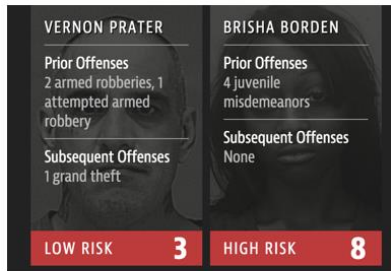 VERNON PRATER
Prior Offenses
2 armed robberies, 1
attempted armed
robbery
Subsequent Offenses
1 grand theft
LOW RISK 3
BRISHA BORDEN
Prior Offenses
4 juvenile
misdemeanors
Subsequent Offenses
None
HIGH RISK 8